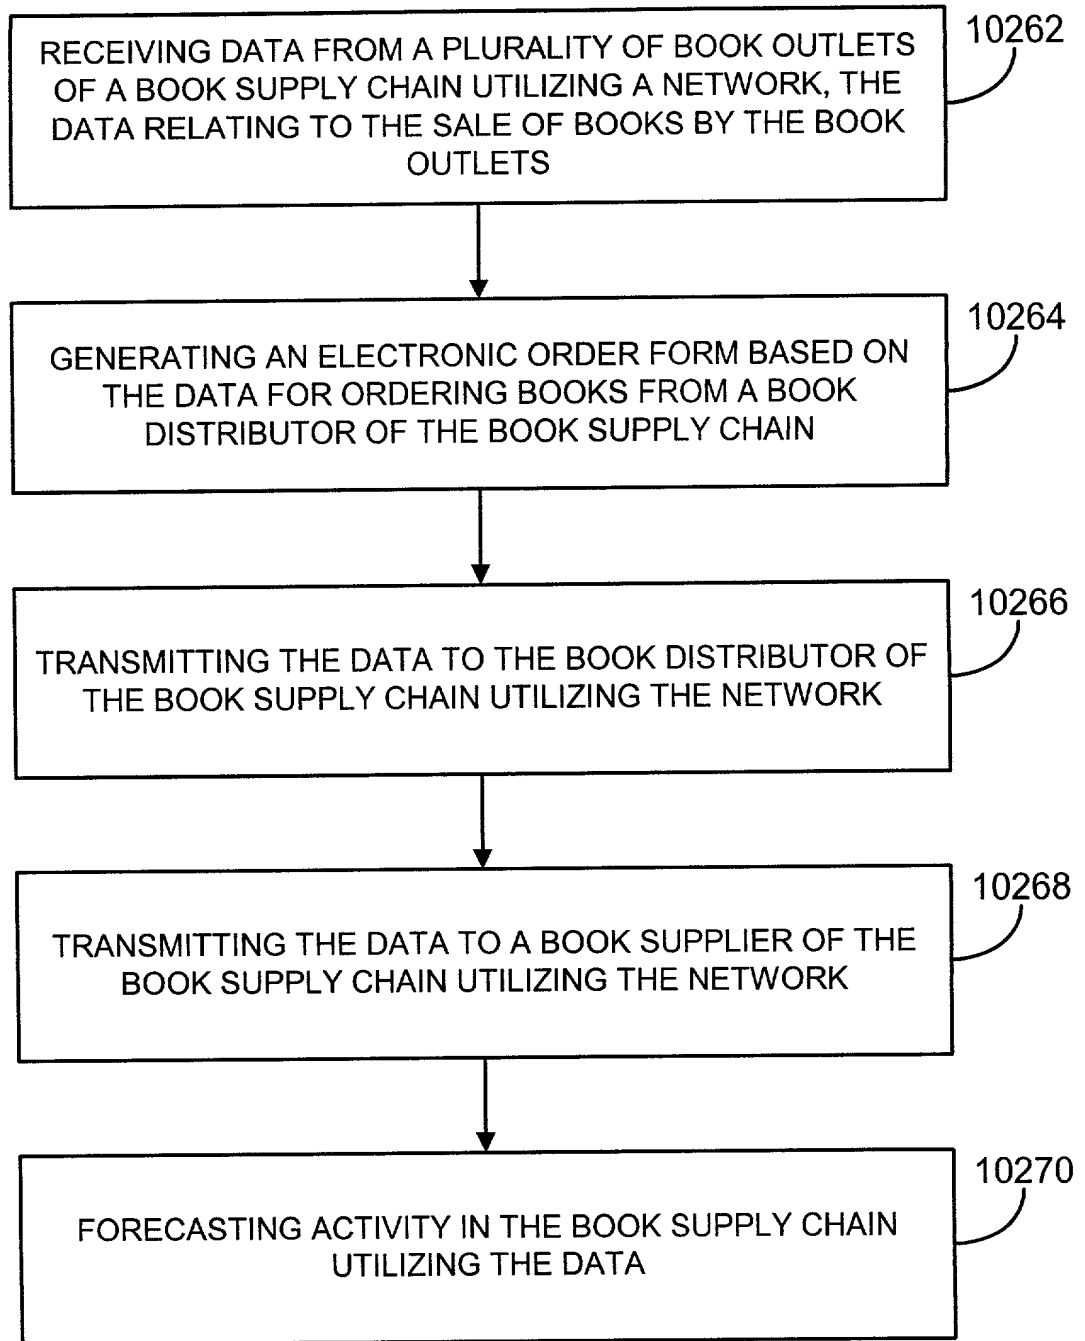 RECEIVING DATA FROM A PLURALITY OF BOOK OUTLETS
OF A BOOK SUPPLY CHAIN UTILIZING A NETWORK, THE
DATA RELATING TO THE SALE OF BOOKS BY THE BOOK
OUTLETS
10262
GENERATING AN ELECTRONIC ORDER FORM BASED ON
THE DATA FOR ORDERING BOOKS FROM A BOOK
DISTRIBUTOR OF THE BOOK SUPPLY CHAIN
10264
TRANSMITTING THE DATA TO THE BOOK DISTRIBUTOR OF
THE BOOK SUPPLY CHAIN UTILIZING THE NETWORK
10266
TRANSMITTING THE DATA TO A BOOK SUPPLIER OF THE
BOOK SUPPLY CHAIN UTILIZING THE NETWORK
10268
FORECASTING ACTIVITY IN THE BOOK SUPPLY CHAIN
UTILIZING THE DATA
10270